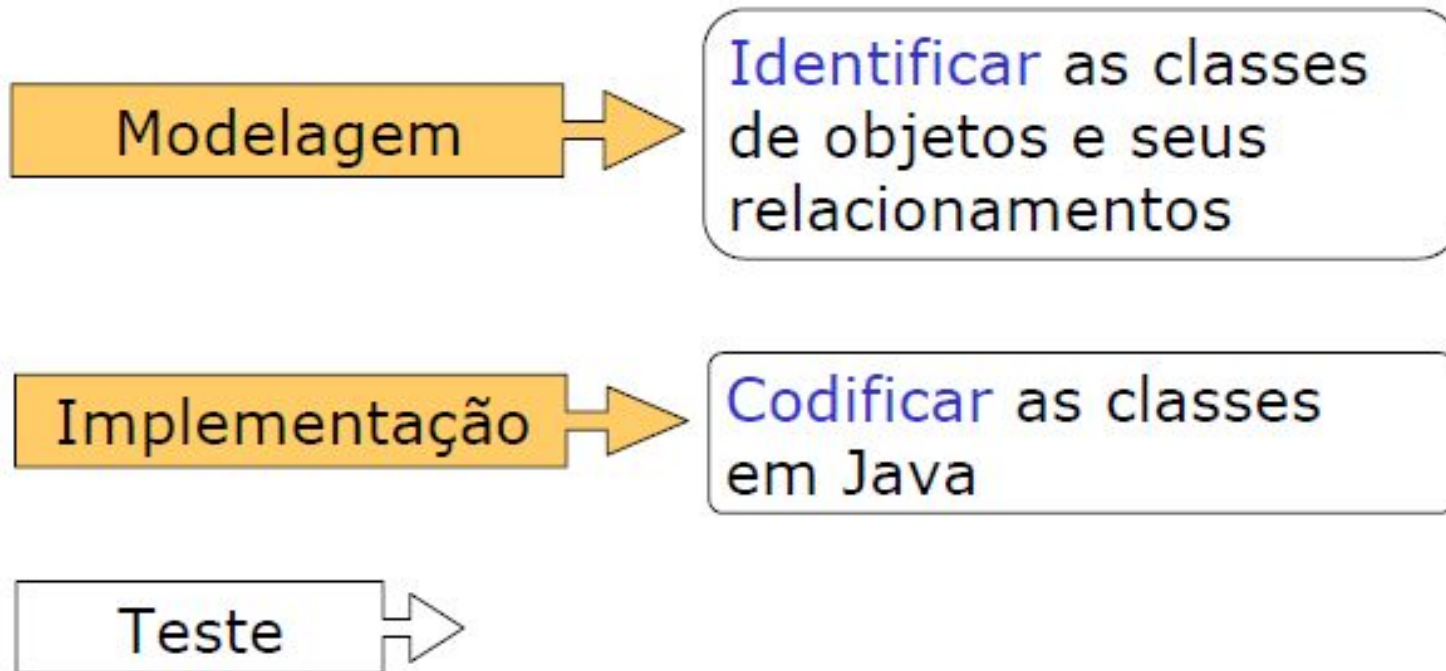 Modelagem
Identificar as classes
de objetos e seus
relacionamentos
Implementação
Codificar as classes
em Java
Teste